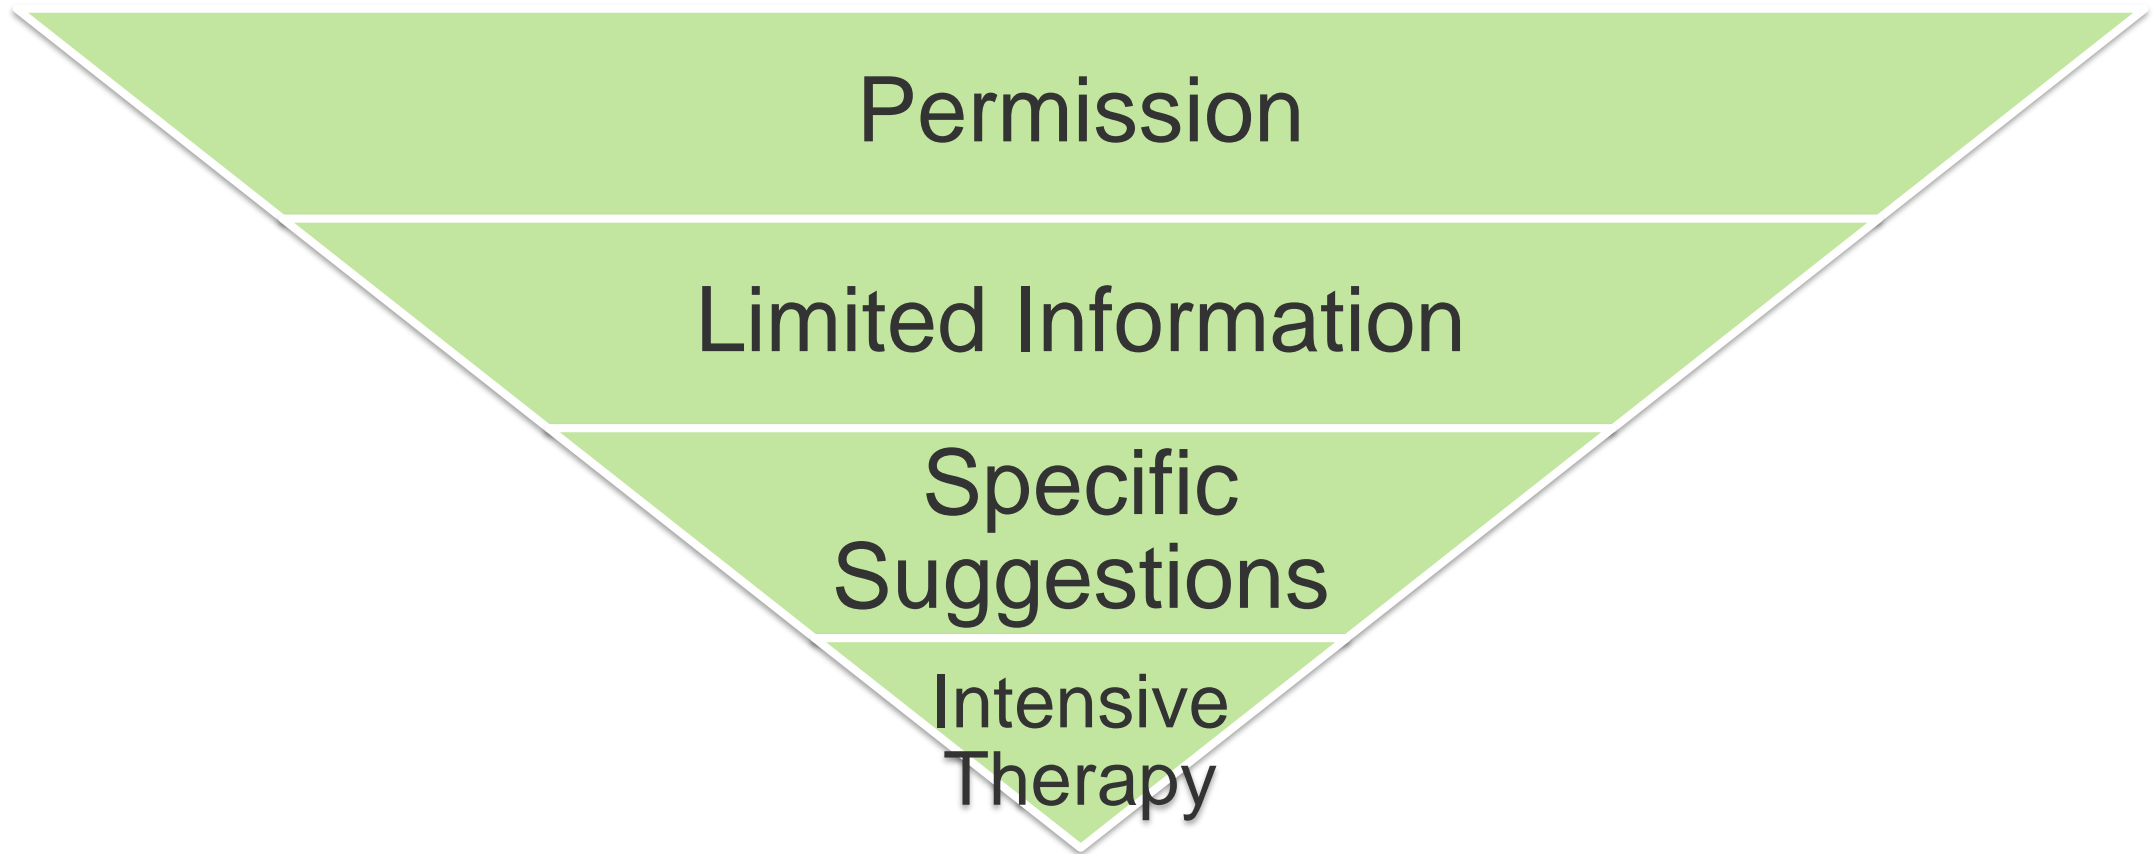 Permission
Limited Information
Specific
Suggestions
Intensive
Therapy